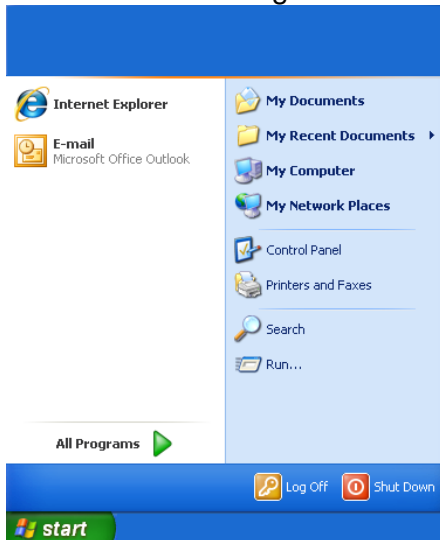 Internet Explorer
E-mail
Microsoft Office Outlook
All Programs
My Documents
My Recent Documents
My Computer
My Network Places
Control Panel
Printers and Faxes
Search
Run...
Log Off
Shut Down
start